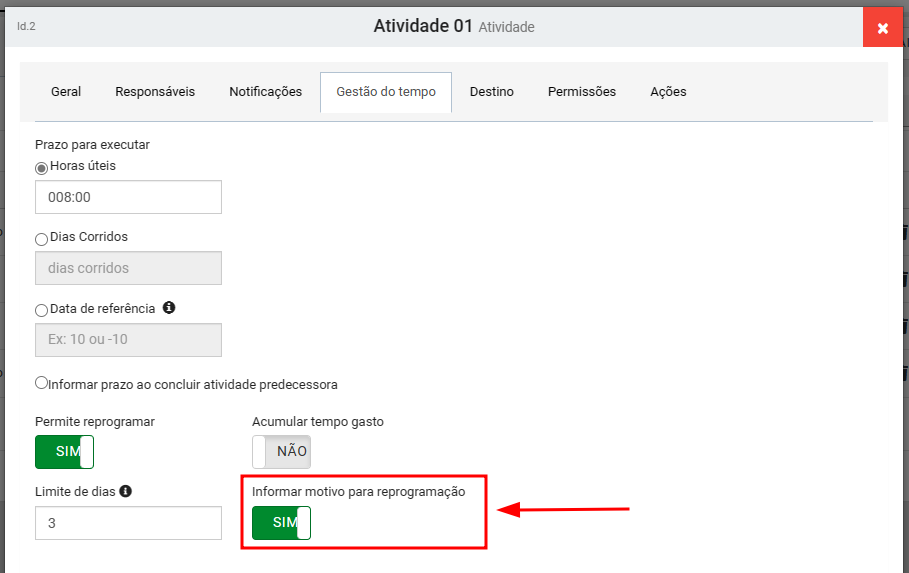 Id.2
Atividade 01 Atividade
Geral Responsáveis Notificações Gestão do tempo Destino Permissões Ações
Prazo para executar
Horas úteis
008:00
Dias Corridos
dias corridos
Data de referência
Ex: 10 ou -10
Informar prazo ao concluir atividade predecessora
Permite reprogramar Acumular tempo gasto
SIM NÃO
Limite de dias Informar motivo para reprogramação
3 SIM